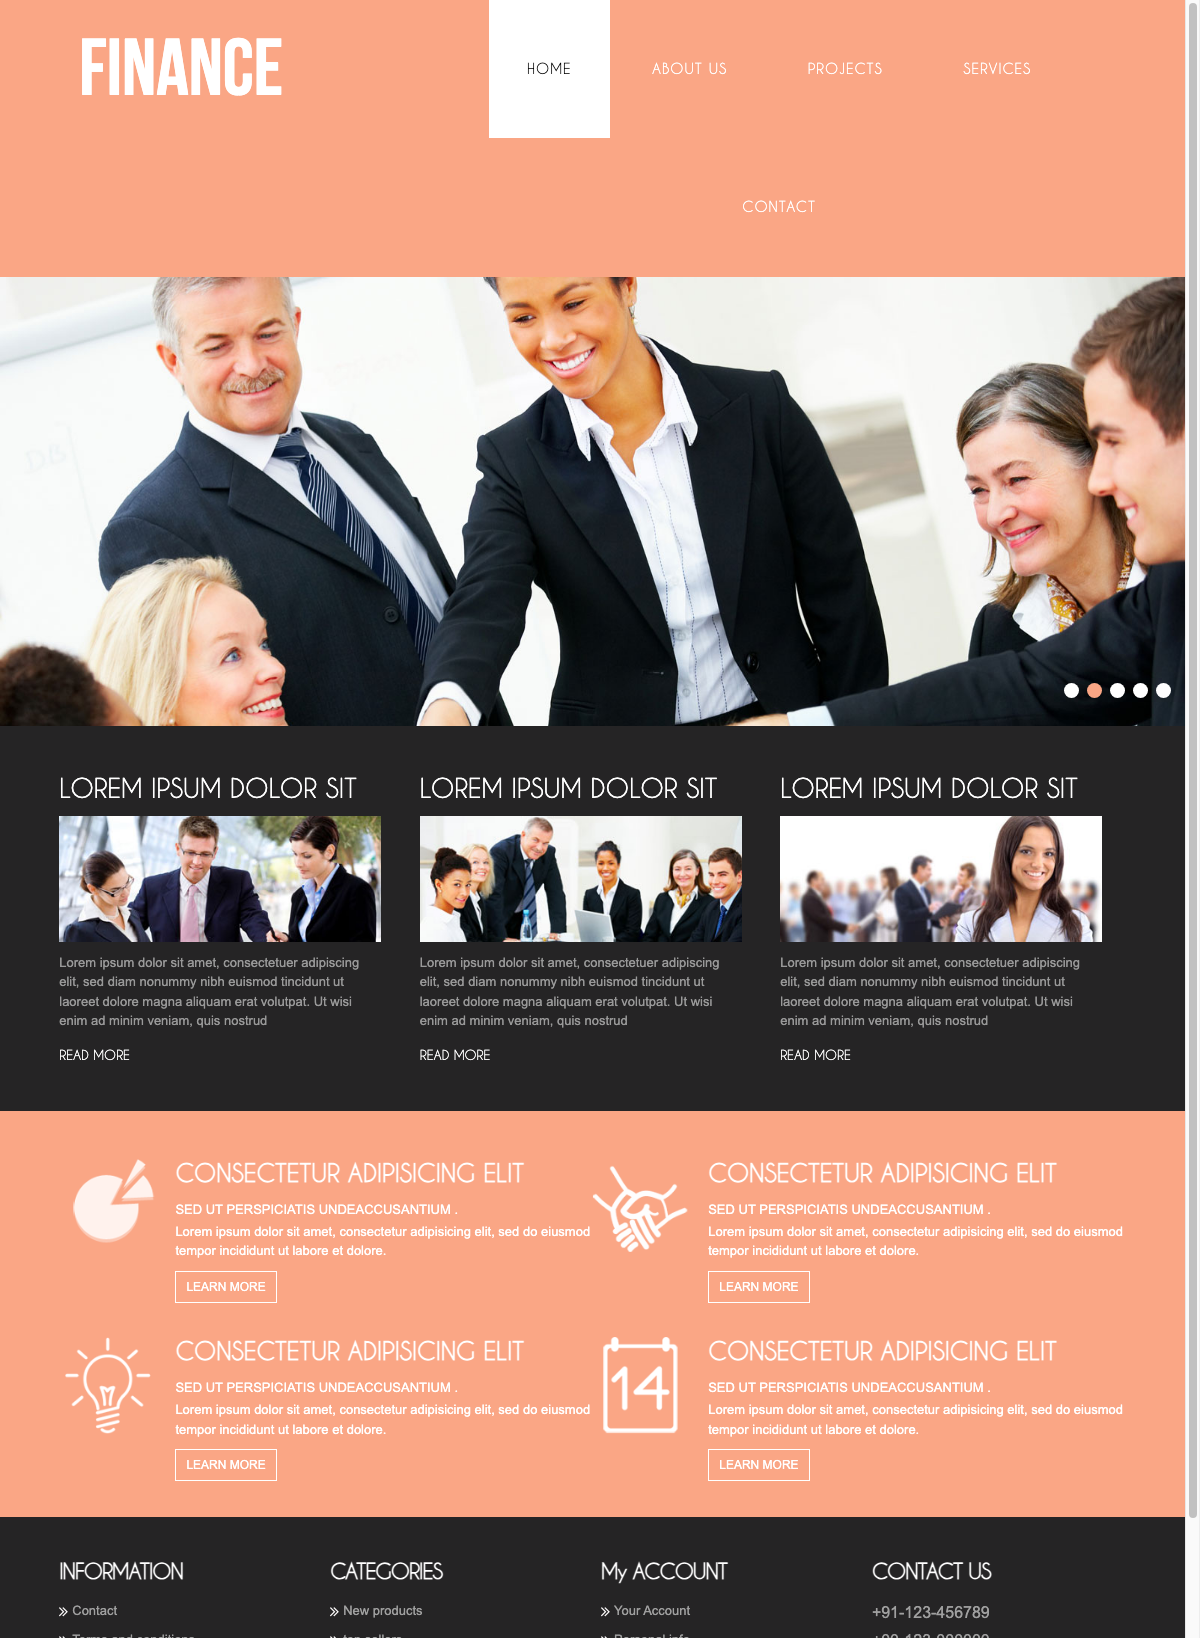 FINANCE
HOME
ABOUT US
PROJECTS
SERVICES
CONTACT
LOREM IPSUM DOLOR SIT
Lorem ipsum dolor sit amet, consectetuer adipiscing
elit, sed diam nonummy nibh euismod tincidunt ut
laoreet dolore magna aliquam erat volutpat. Ut wisi
enim ad minim veniam, quis nostrud
READ MORE
LOREM IPSUM DOLOR SIT
Lorem ipsum dolor sit amet, consectetuer adipiscing
elit, sed diam nonummy nibh euismod tincidunt ut
laoreet dolore magna aliquam erat volutpat. Ut wisi
enim ad minim veniam, quis nostrud
READ MORE
LOREM IPSUM DOLOR SIT
Lorem ipsum dolor sit amet, consectetuer adipiscing
elit, sed diam nonummy nibh euismod tincidunt ut
laoreet dolore magna aliquam erat volutpat. Ut wisi
enim ad minim veniam, quis nostrud
READ MORE
CONSECTETUR ADIPISICING ELIT
SED UT PERSPICIATIS UNDEACCUSANTIUM .
Lorem ipsum dolor sit amet, consectetur adipisicing elit, sed do eiusmod
tempor incididunt ut labore et dolore.
LEARN MORE
CONSECTETUR ADIPISICING ELIT
SED UT PERSPICIATIS UNDEACCUSANTIUM .
Lorem ipsum dolor sit amet, consectetur adipisicing elit, sed do eiusmod
tempor incididunt ut labore et dolore.
LEARN MORE
CONSECTETUR ADIPISICING ELIT
SED UT PERSPICIATIS UNDEACCUSANTIUM .
Lorem ipsum dolor sit amet, consectetur adipisicing elit, sed do eiusmod
tempor incididunt ut labore et dolore.
LEARN MORE
14
CONSECTETUR ADIPISICING ELIT
SED UT PERSPICIATIS UNDEACCUSANTIUM .
Lorem ipsum dolor sit amet, consectetur adipisicing elit, sed do eiusmod
tempor incididunt ut labore et dolore.
LEARN MORE
INFORMATION
Contact
Terms and conditions
CATEGORIES
New products
top sellers
My ACCOUNT
Your Account
Personal info
CONTACT US
+91-123-456789